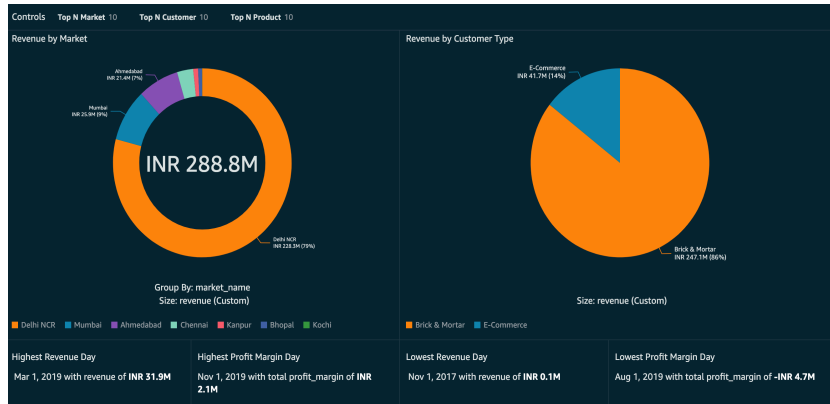 Controls Top N Market 10 Top N Customer 10 Top N Product 10
Revenue by Market
Ahmedabad
INR 21.4M (7%)
Mumbai
INR 25.9M (9%)
INR 288.8M
Delhi NCR
INR 228.3M (79%)
Group By: market_name
Size: revenue (Custom)
Delhi NCR Mumbai Ahmedabad Chennai Kanpur Bhopal Kochi
Revenue by Customer Type
E-Commerce
INR 41.7M (14%)
Brick & Mortar
INR 247.1M (86%)
Size: revenue (Custom)
Brick & Mortar E-Commerce
Highest Revenue Day
Mar 1, 2019 with revenue of INR 31.9M
Highest Profit Margin Day
Nov 1, 2019 with total profit_margin of INR
2.1M
Lowest Revenue Day
Nov 1, 2017 with revenue of INR 0.1M
Lowest Profit Margin Day
Aug 1, 2019 with total profit_margin of -INR 4.7M